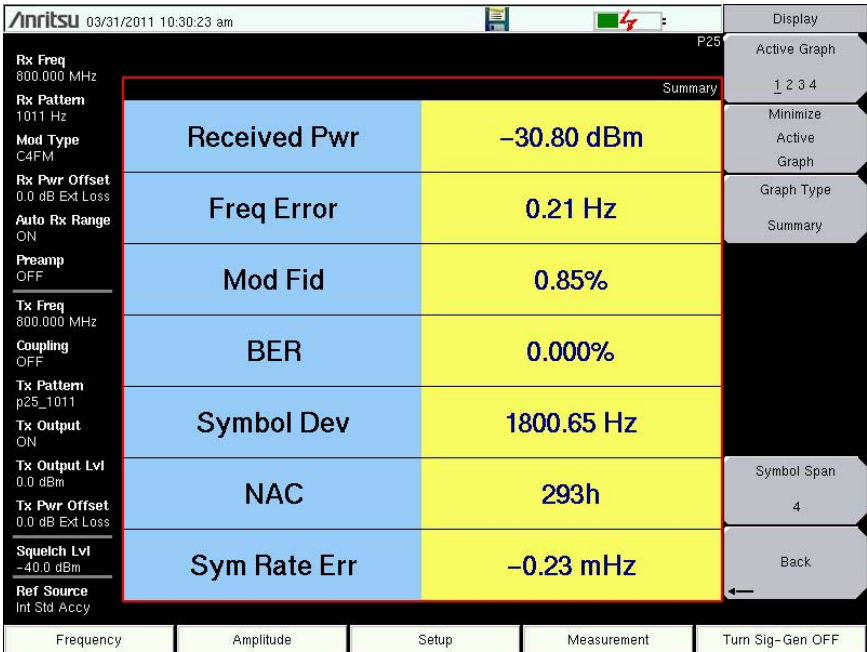 Anritsu 03/31/2011 10:30:23 am
P25
Rx Freq
800.000 MHz
Rx Pattern
1011 Hz
Mod Type
C4FM
Rx Pwr Offset
0.0 dB Ext Loss
Auto Rx Range
ON
Preamp
OFF
Tx Freq
800.000 MHz
Coupling
OFF
Tx Pattern
p25_1011
Tx Output
ON
Tx Output Lvl
0.0 dBm
Tx Pwr Offset
0.0 dB Ext Loss
Squelch Lvl
-40.0 dBm
Ref Source
Int Std Accy
Summary
Received Pwr -30.80 dBm
Freq Error 0.21 Hz
Mod Fid 0.85%
BER 0.000%
Symbol Dev 1800.65 Hz
NAC 293h
Sym Rate Err -0.23 mHz
Display
Active Graph
1 2 3 4
Minimize
Active
Graph
Graph Type
Summary
Symbol Span
4
Back
Frequency Amplitude Setup Measurement Turn Sig-Gen OFF